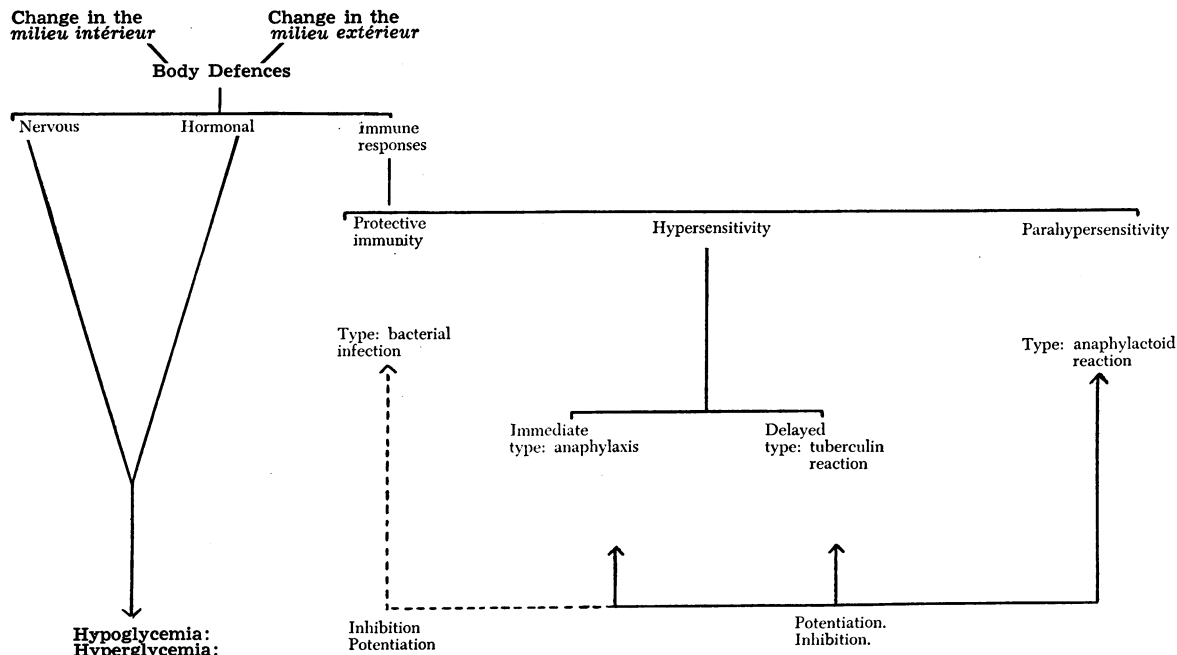 Change in the
milieu intérieur
Change in the
milieu extérieur
Body Defences
Nervous
Hormonal
immune
responses
Protective
immunity
Hypersensitivity
Parahypersensitivity
Type: bacterial
infection
Type: anaphylactoid
reaction
Immediate
type: anaphylaxis
Delayed
type: tuberculin
reaction
Inhibition
Potentiation
Potentiation.
Inhibition.
Hypoglycemia:
Hyperglycemia: